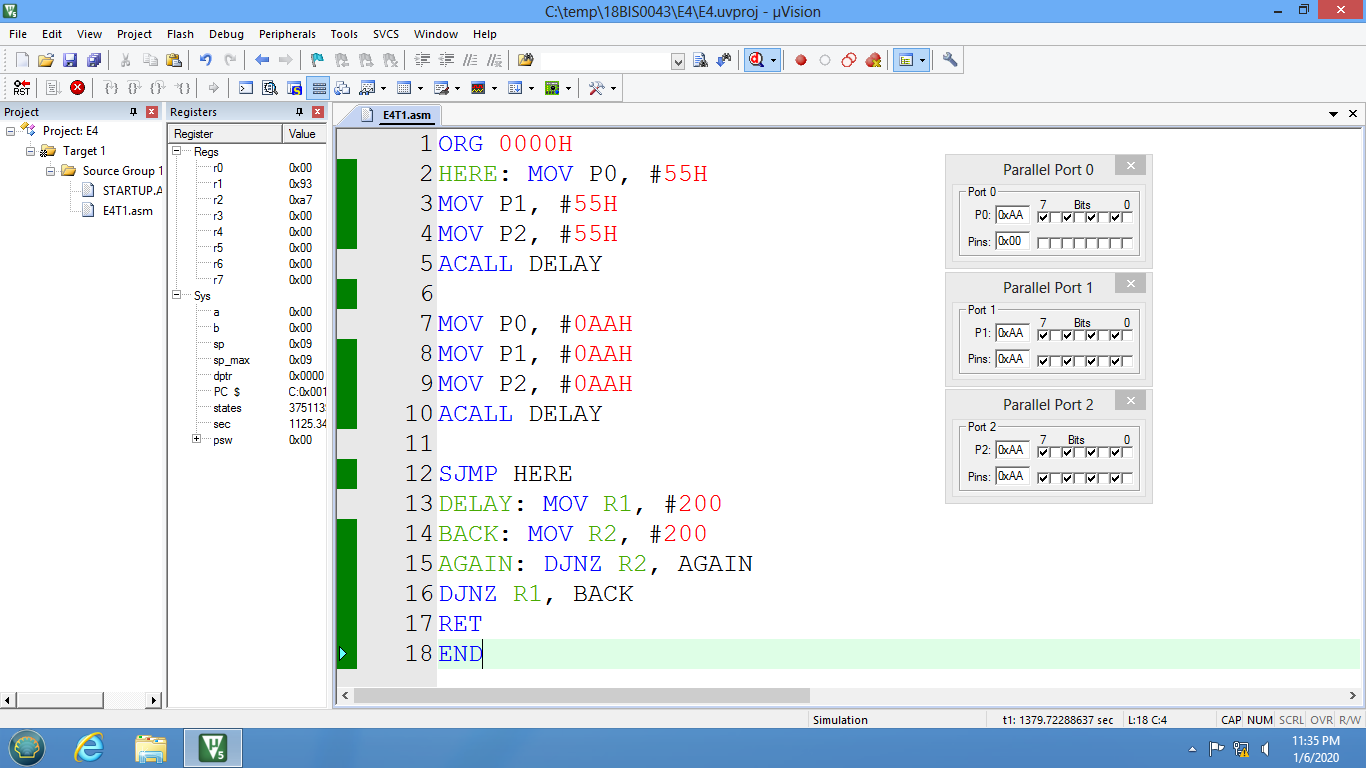 C:\temp\18BIS0043\E4\E4.uvproj - µVision
File Edit View Project Flash Debug Peripherals Tools SVCS Window Help
RST
Project
Registers
E4T1.asm
Project: E4
Target 1
Source Group 1
STARTUP.A
E4T1.asm
Register Value
Regs
r0 0x00
r1 0x93
r2 0xa7
r3 0x00
r4 0x00
r5 0x00
r6 0x00
r7 0x00
Sys
a 0x00
b 0x00
sp 0x09
sp_max 0x09
dptr 0x0000
PC $ C:0x001
states 375113
sec 1125.34
psw 0x00
1 ORG 0000H
2 HERE: MOV P0, #55H
3 MOV P1, #55H
4 MOV P2, #55H
5 ACALL DELAY
6
7 MOV P0, #0AAH
8 MOV P1, #0AAH
9 MOV P2, #0AAH
10 ACALL DELAY
11
12 SJMP HERE
13 DELAY: MOV R1, #200
14 BACK: MOV R2, #200
15 AGAIN: DJNZ R2, AGAIN
16 DJNZ R1, BACK
17 RET
18 END
Parallel Port 0
Port 0
7 Bits 0
P0: 0xAA
Pins: 0x00
Parallel Port 1
Port 1
7 Bits 0
P1: 0xAA
Pins: 0xAA
Parallel Port 2
Port 2
7 Bits 0
P2: 0xAA
Pins: 0xAA
Simulation t1: 1379.72288637 sec L:18 C:4 CAP NUM SCRL OVR R/W
11:35 PM
1/6/2020